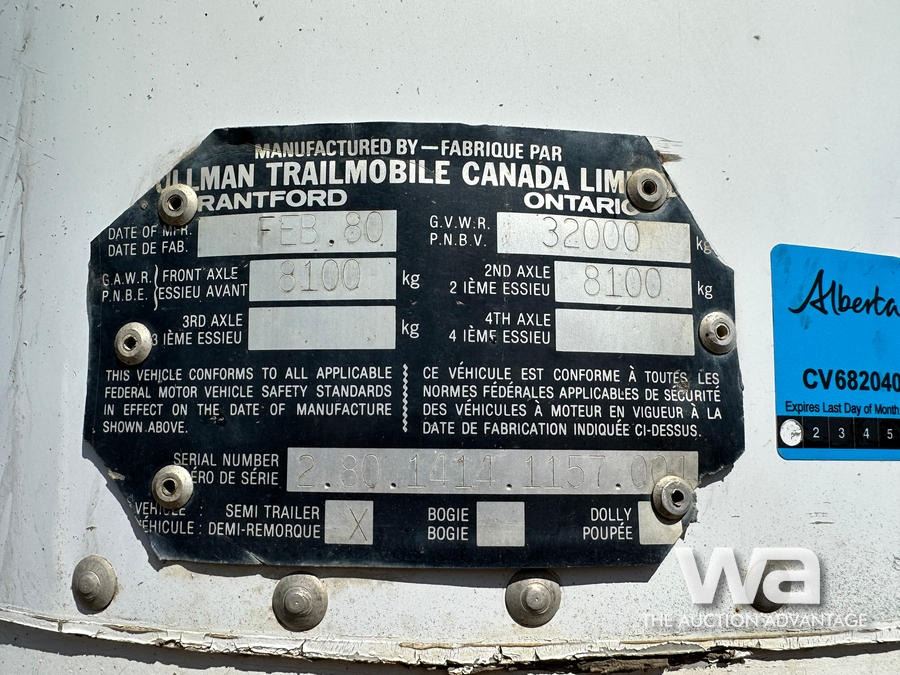 MANUFACTURED BY — FABRIQUE PAR
ULLMAN TRAILMOBILE CANADA LIM
RANTFORD ONTARIO
DATE OF MFR. FEB.80 G.V.W.R. 32000 kg
DATE DE FAB. P.N.B.V.
G.A.W.R. FRONT AXLE 8100 kg 2ND AXLE 8100 kg
P.N.B.E. ESSIEU AVANT 2 IÈME ESSIEU
3RD AXLE kg 4TH AXLE
3 IÈME ESSIEU 4 IÈME ESSIEU
THIS VEHICLE CONFORMS TO ALL APPLICABLE
FEDERAL MOTOR VEHICLE SAFETY STANDARDS
IN EFFECT ON THE DATE OF MANUFACTURE
SHOWN ABOVE.
CE VÉHICULE EST CONFORME À TOUTES LES
NORMES FÉDÉRALES APPLICABLES DE SÉCURITÉ
DES VÉHICULES À MOTEUR EN VIGUEUR À LA
DATE DE FABRICATION INDIQUÉE CI-DESSUS.
SERIAL NUMBER 2.80.1414.1157.001
ÉRO DE SÉRIE
VEHICLE : SEMI TRAILER X BOGIE DOLLY
VÉHICULE : DEMI-REMORQUE BOGIE POUPÉE
Alberta
CV682040
Expires Last Day of Month
2 3 4 5
wa
THE AUCTION ADVANTAGE